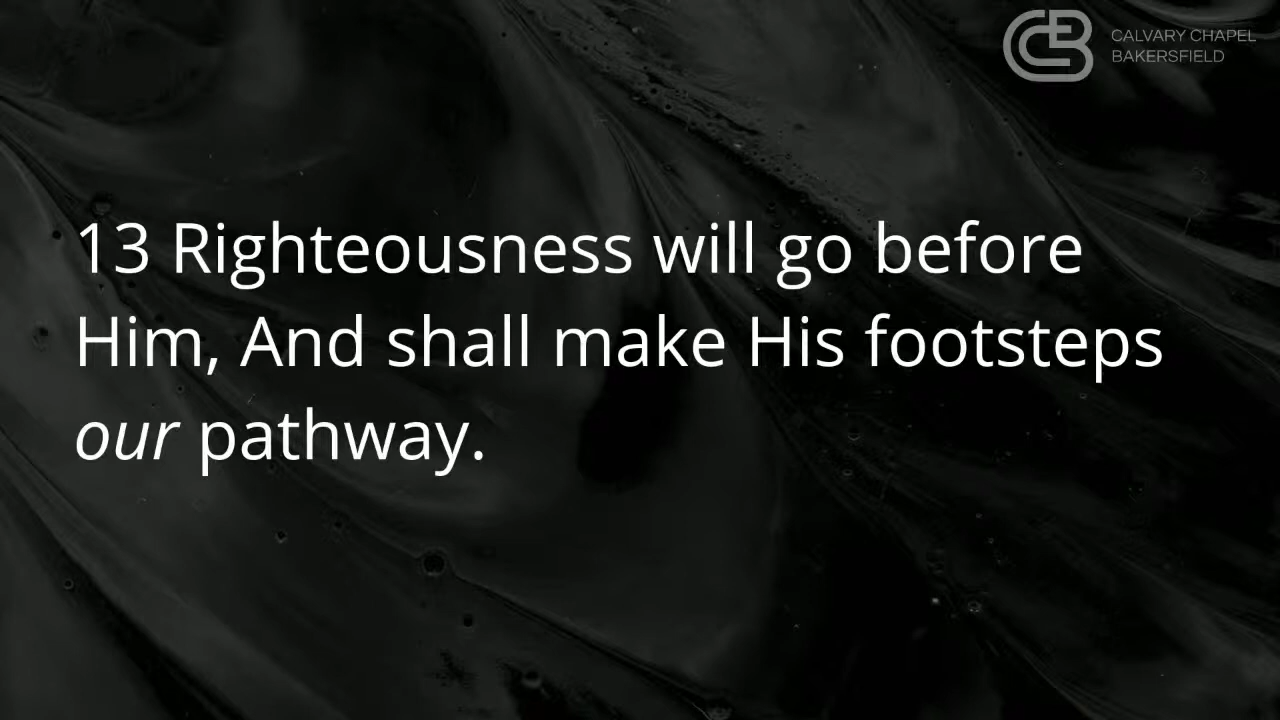 CALVARY CHAPEL
BAKERSFIELD
13 Righteousness will go before
Him, And shall make His footsteps
our pathway.